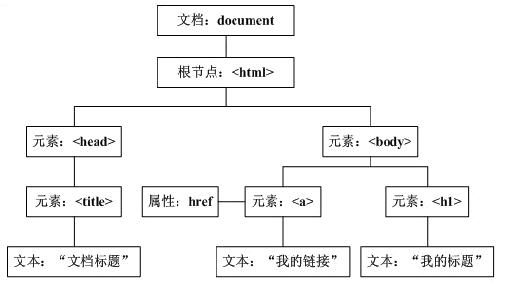 文档：document
根节点：<html>
元素：<head>
元素：<body>
元素：<title>
属性：href
元素：<a>
元素：<h1>
文本：“文档标题”
文本：“我的链接”
文本：“我的标题”